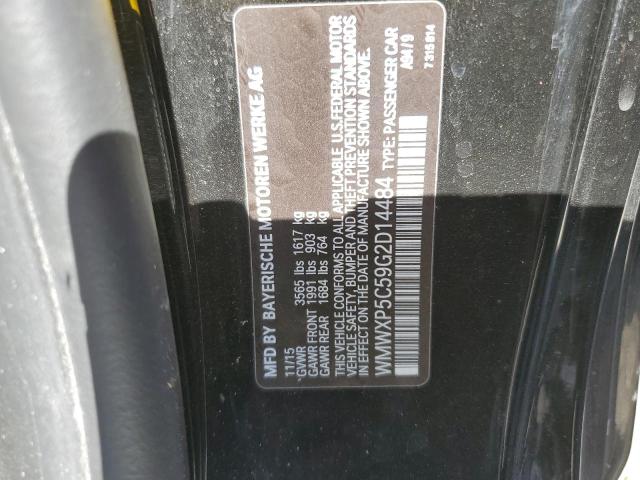 MFD BY BAYERISCHE MOTOREN WERKE AG
11/15
GVWR 3565 lbs 1617 kg
GAWR FRONT 1991 lbs 903 kg
GAWR REAR 1684 lbs 764 kg
THIS VEHICLE CONFORMS TO ALL APPLICABLE U.S. FEDERAL MOTOR
VEHICLE SAFETY, BUMPER AND THEFT PREVENTION STANDARDS
IN EFFECT ON THE DATE OF MANUFACTURE SHOWN ABOVE.
WMWXP5C59G2D14484 TYPE: PASSENGER CAR
A94/9
7 315 614